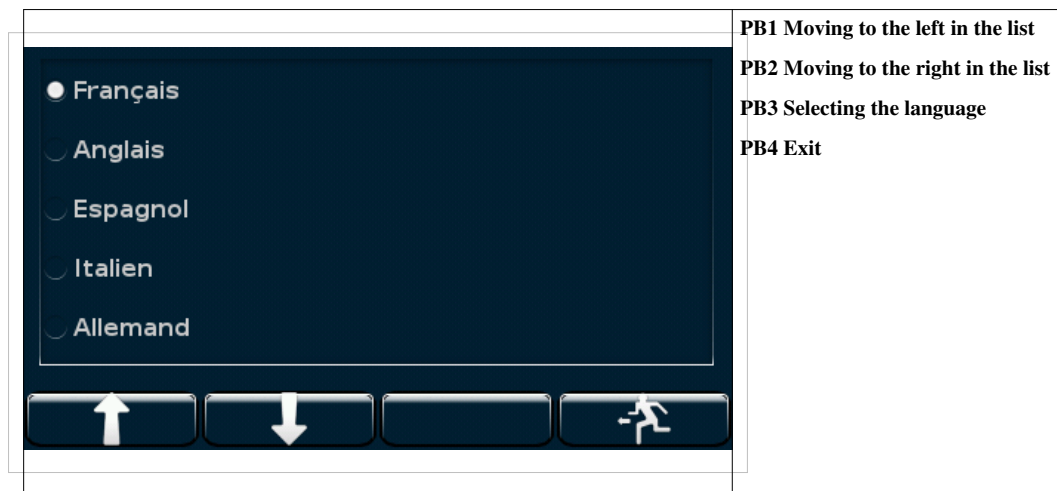 PB1 Moving to the left in the list
PB2 Moving to the right in the list
PB3 Selecting the language
PB4 Exit
Français
Anglais
Espagnol
Italien
Allemand